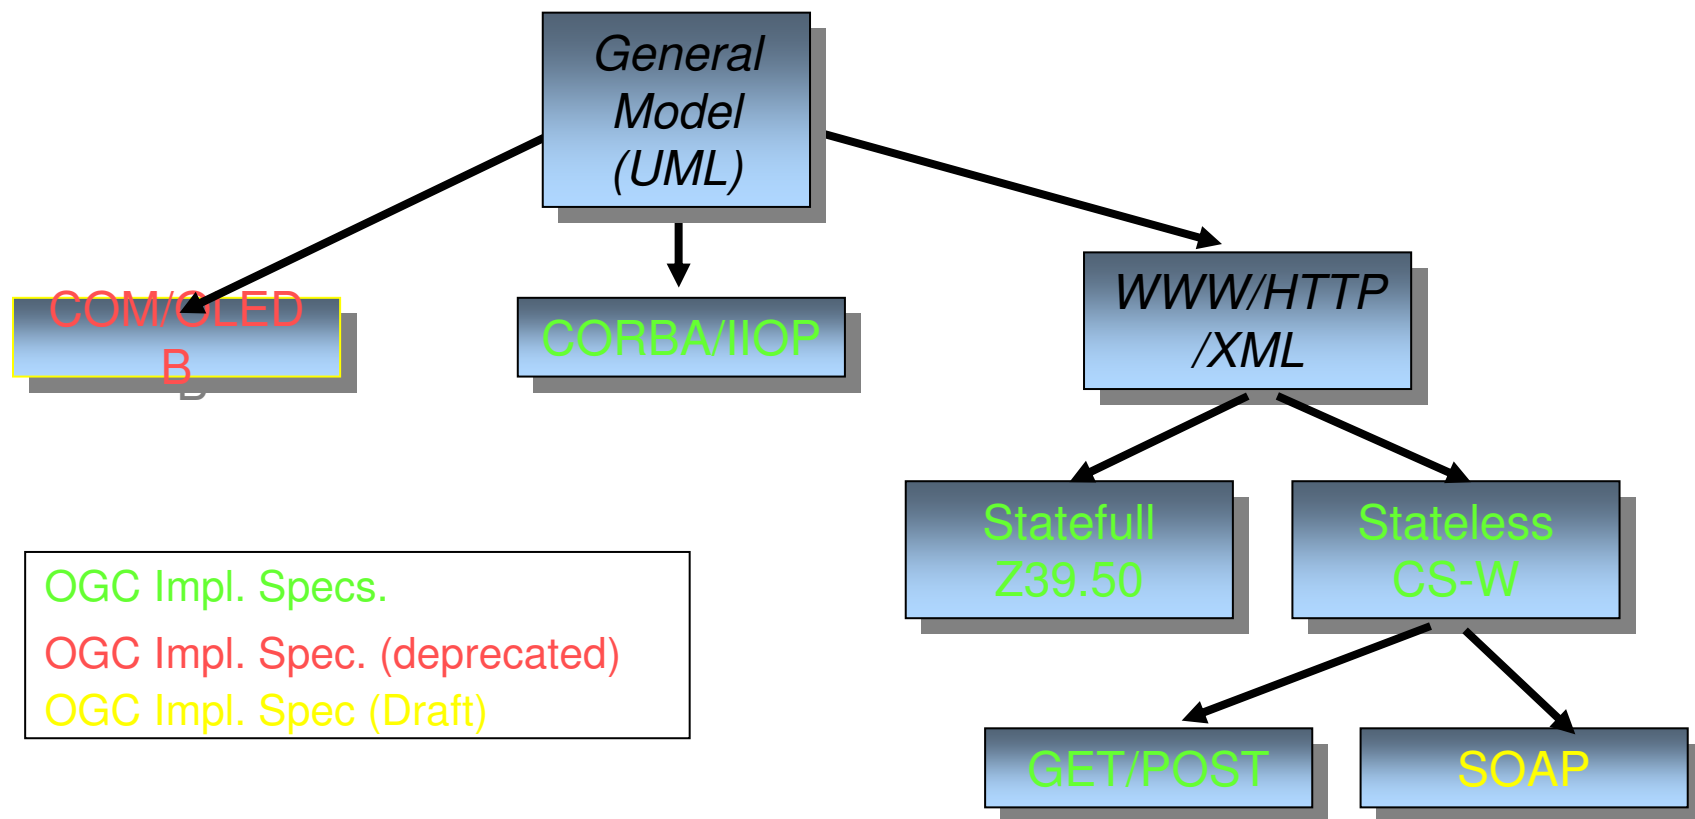 General
Model
(UML)
COM/OLED
B
CORBA/IIOP
WWW/HTTP
/XML
Statefull
Z39.50
Stateless
CS-W
OGC Impl. Specs.
OGC Impl. Spec. (deprecated)
OGC Impl. Spec (Draft)
GET/POST
SOAP